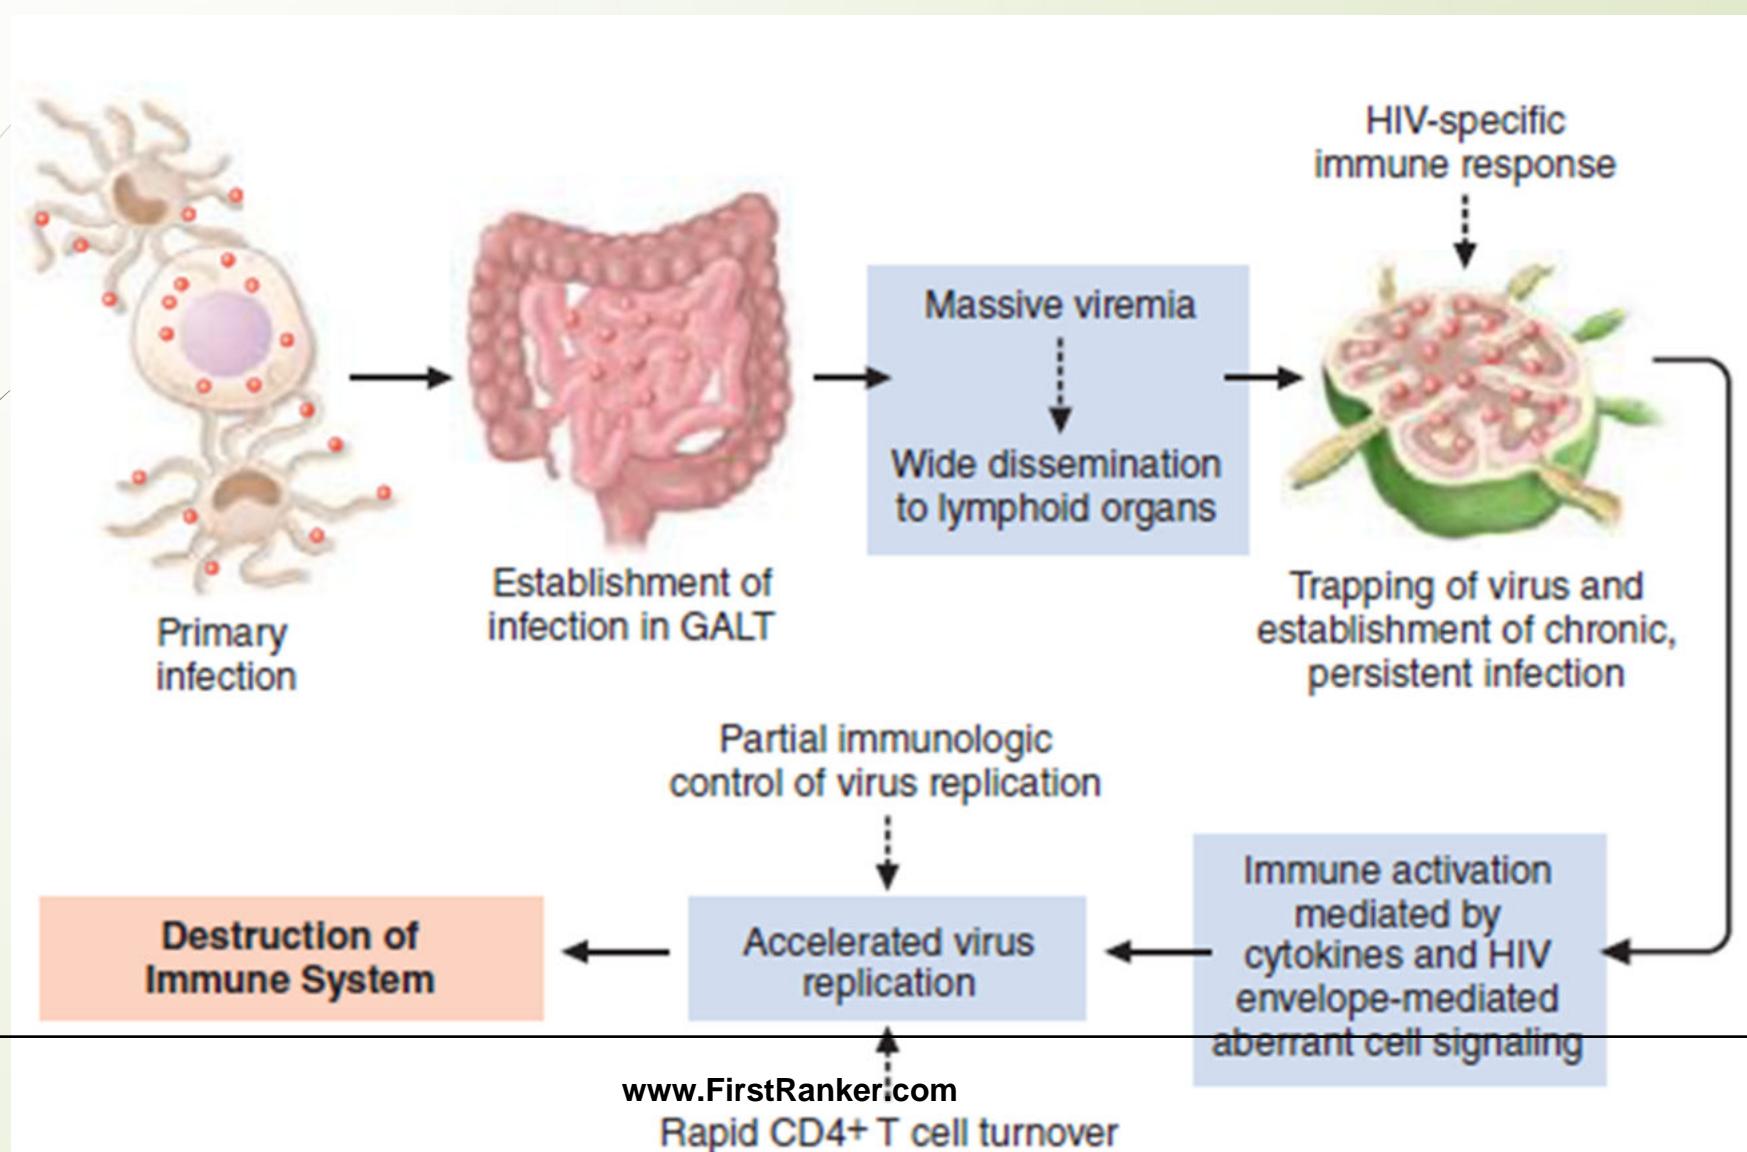 HIV-specific
immune response
Massive viremia
Wide dissemination
to lymphoid organs
Primary
infection
Establishment of
infection in GALT
Trapping of virus and
establishment of chronic,
persistent infection
Partial immunologic
control of virus replication
Immune activation
mediated by
cytokines and HIV
envelope-mediated
aberrant cell signaling
Accelerated virus
replication
Destruction of
Immune System
www.FirstRanker.com
Rapid CD4+ T cell turnover